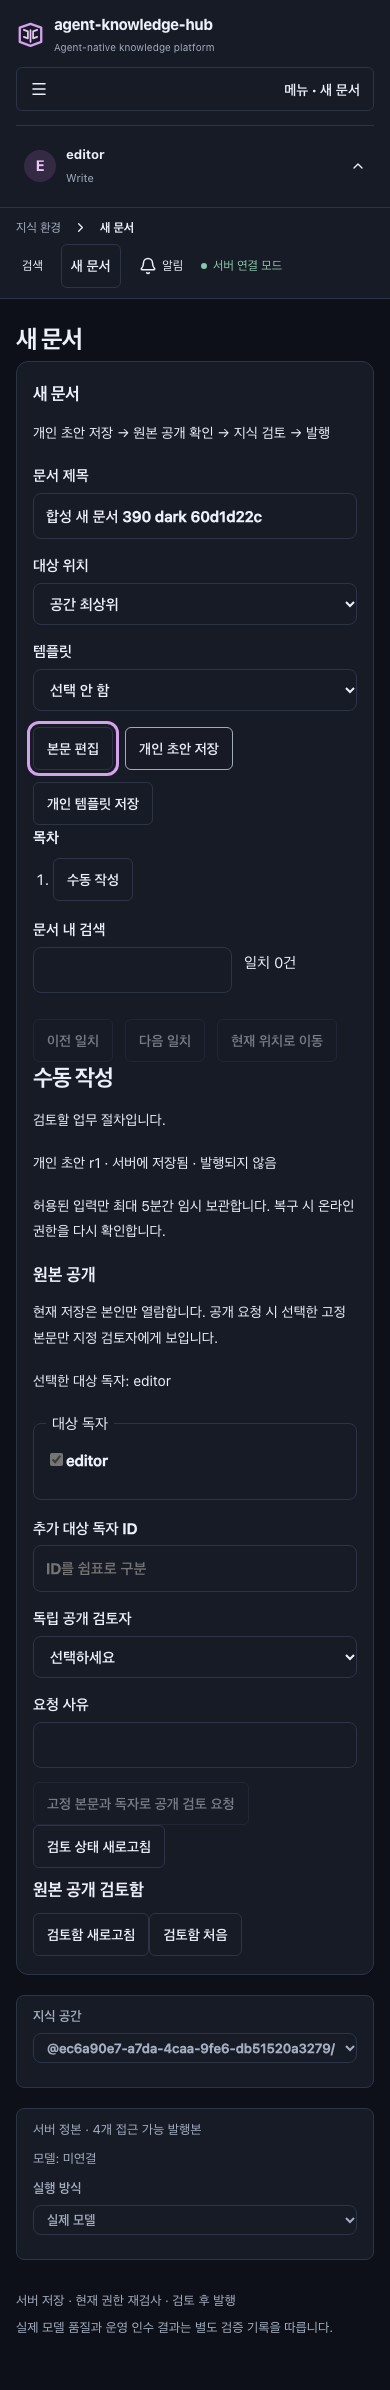 agent-knowledge-hub
Agent-native knowledge platform
메뉴 · 새 문서
E
editor
Write
지식 환경 > 새 문서
검색 새 문서 알림 서버 연결 모드
새 문서
새 문서
개인 초안 저장 → 원본 공개 확인 → 지식 검토 → 발행
문서 제목
합성 새 문서 390 dark 60d1d22c
대상 위치
공간 최상위
템플릿
선택 안 함
본문 편집 개인 초안 저장
개인 템플릿 저장
목차
1. 수동 작성
문서 내 검색
일치 0건
이전 일치 다음 일치 현재 위치로 이동
수동 작성
검토할 업무 절차입니다.
개인 초안 r1 · 서버에 저장됨 · 발행되지 않음
허용된 입력만 최대 5분간 임시 보관합니다. 복구 시 온라인
권한을 다시 확인합니다.
원본 공개
현재 저장은 본인만 열람합니다. 공개 요청 시 선택한 고정
본문만 지정 검토자에게 보입니다.
선택한 대상 독자: editor
대상 독자
editor
추가 대상 독자 ID
ID를 쉼표로 구분
독립 공개 검토자
선택하세요
요청 사유
고정 본문과 독자로 공개 검토 요청
검토 상태 새로고침
원본 공개 검토함
검토함 새로고침 검토함 처음
지식 공간
@ec6a90e7-a7da-4caa-9fe6-db51520a3279/
서버 정본 · 4개 접근 가능 발행본
모델: 미연결
실행 방식
실제 모델
서버 저장 · 현재 권한 재검사 · 검토 후 발행
실제 모델 품질과 운영 인수 결과는 별도 검증 기록을 따릅니다.